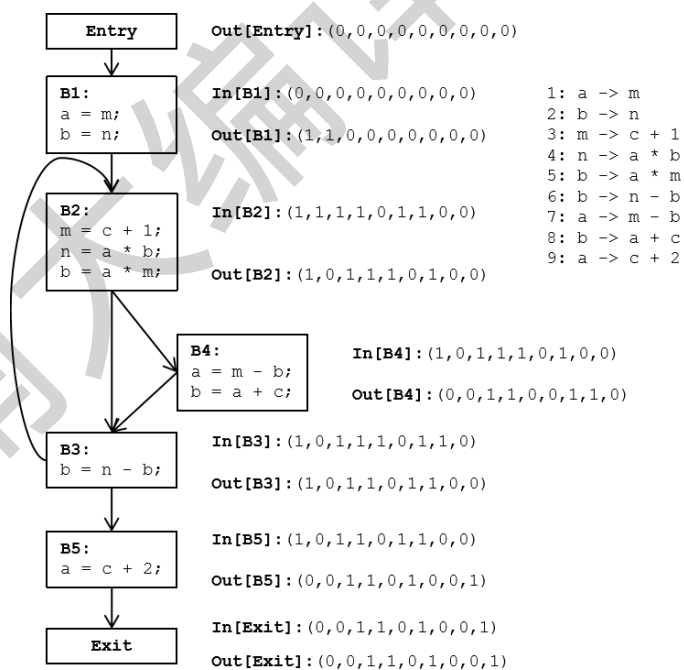 Entry
Out[Entry]:(0,0,0,0,0,0,0,0,0)
B1:
a = m;
b = n;
In[B1]:(0,0,0,0,0,0,0,0,0)
Out[B1]:(1,1,0,0,0,0,0,0,0)
1: a -> m
2: b -> n
3: m -> c + 1
4: n -> a * b
5: b -> a * m
6: b -> n - b
7: a -> m - b
8: b -> a + c
9: a -> c + 2
B2:
m = c + 1;
n = a * b;
b = a * m;
In[B2]:(1,1,1,1,0,1,1,0,0)
Out[B2]:(1,0,1,1,1,0,1,0,0)
B4:
a = m - b;
b = a + c;
In[B4]:(1,0,1,1,1,0,1,0,0)
Out[B4]:(0,0,1,1,0,0,1,1,0)
B3:
b = n - b;
In[B3]:(1,0,1,1,1,0,1,1,0)
Out[B3]:(1,0,1,1,0,1,1,0,0)
B5:
a = c + 2;
In[B5]:(1,0,1,1,0,1,1,0,0)
Out[B5]:(0,0,1,1,0,1,0,0,1)
Exit
In[Exit]:(0,0,1,1,0,1,0,0,1)
Out[Exit]:(0,0,1,1,0,1,0,0,1)
大编译